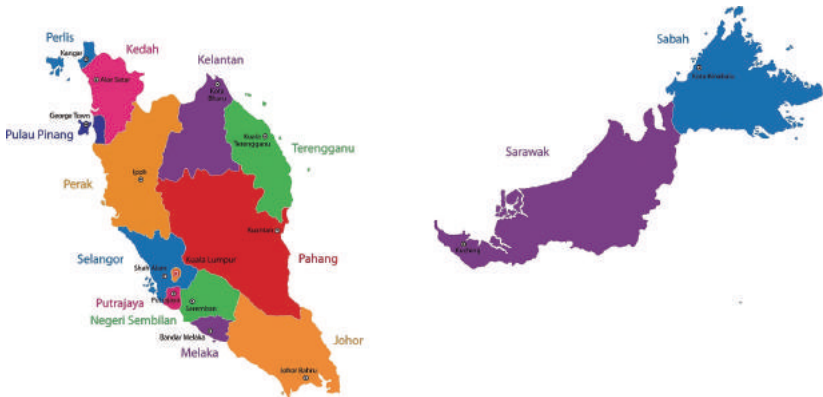 Perlis
Kangar
Kedah
Alor Setar
Kelantan
Kota
Bharu
George Town
Pulau Pinang
Kuala
Terengganu
Terengganu
Perak
Ipoh
Kuantan
Selangor
Shah Alam
Kuala Lumpur
Pahang
Putrajaya
Putrajaya
Seremban
Negeri Sembilan
Bandar Melaka
Melaka
Johor
Johor Bahru
Sabah
Kota Kinabalu
Sarawak
Kuching